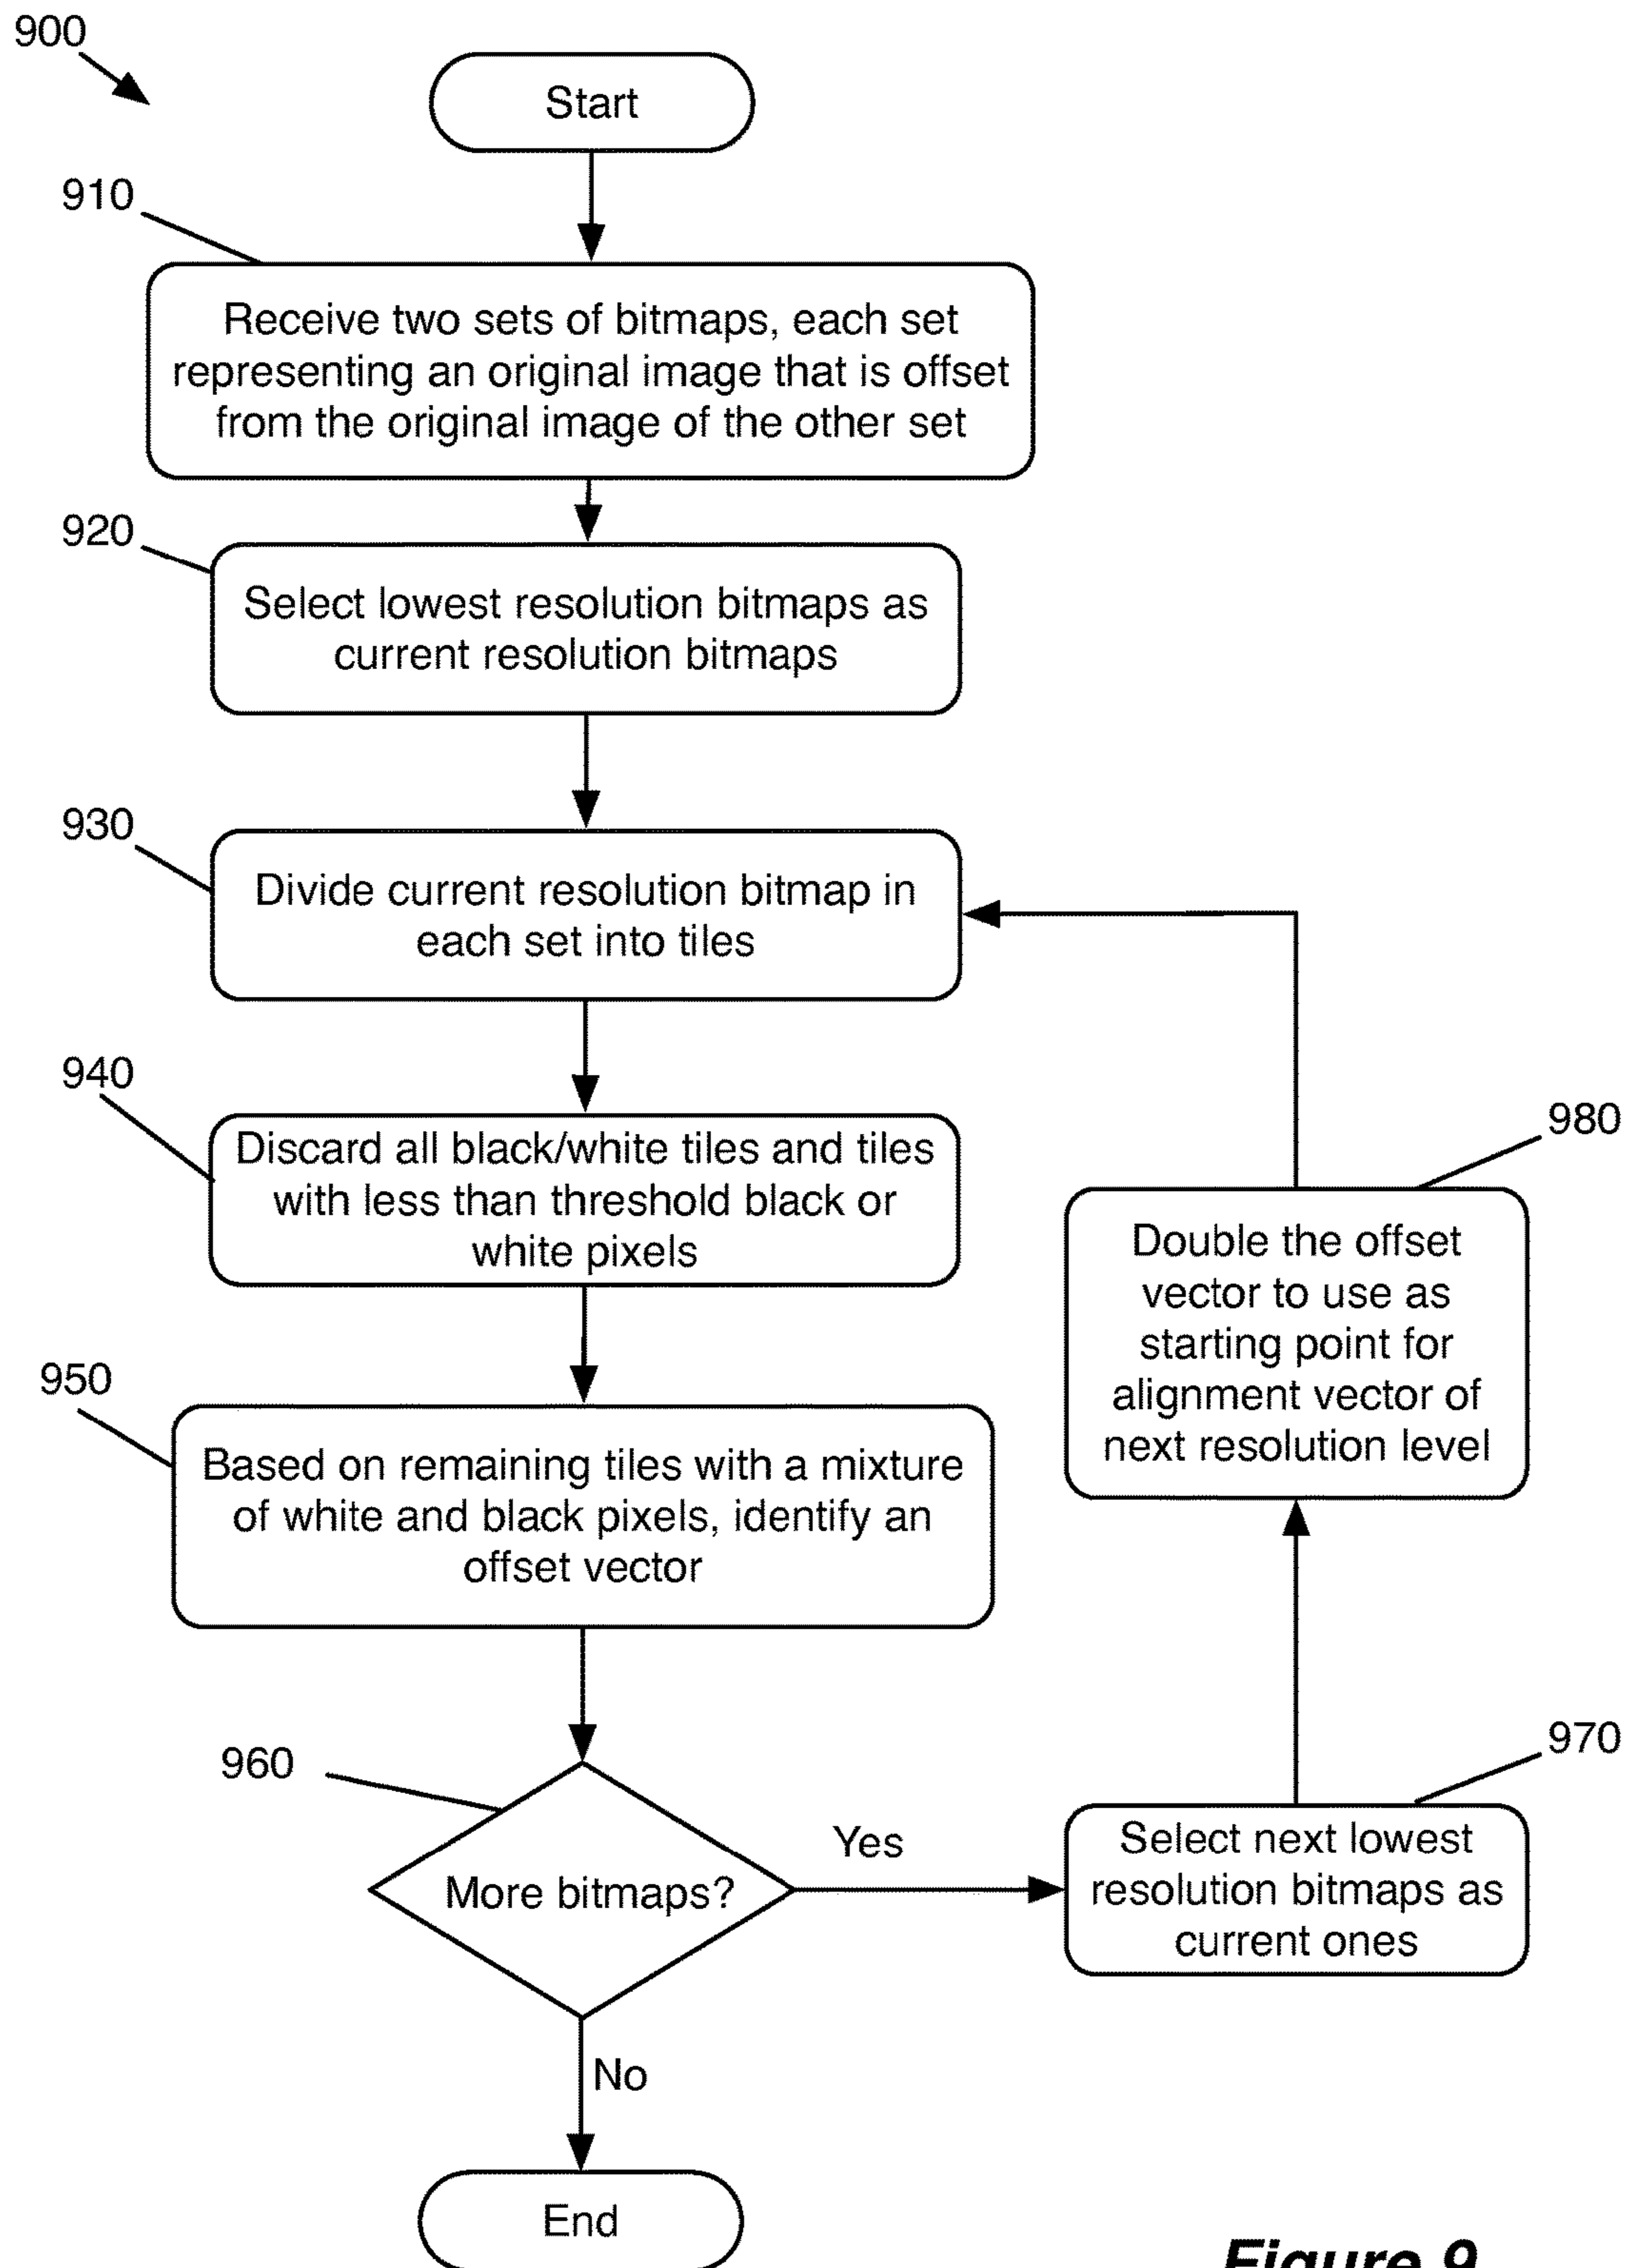 900
Start
910
Receive two sets of bitmaps, each set
representing an original image that is offset
from the original image of the other set
920
Select lowest resolution bitmaps as
current resolution bitmaps
930
Divide current resolution bitmap in
each set into tiles
940
Discard all black/white tiles and tiles
with less than threshold black or
white pixels
980
Double the offset
vector to use as
starting point for
alignment vector of
next resolution level
950
Based on remaining tiles with a mixture
of white and black pixels, identify an
offset vector
960
More bitmaps?
Yes
970
Select next lowest
resolution bitmaps as
current ones
No
End
Figure 9